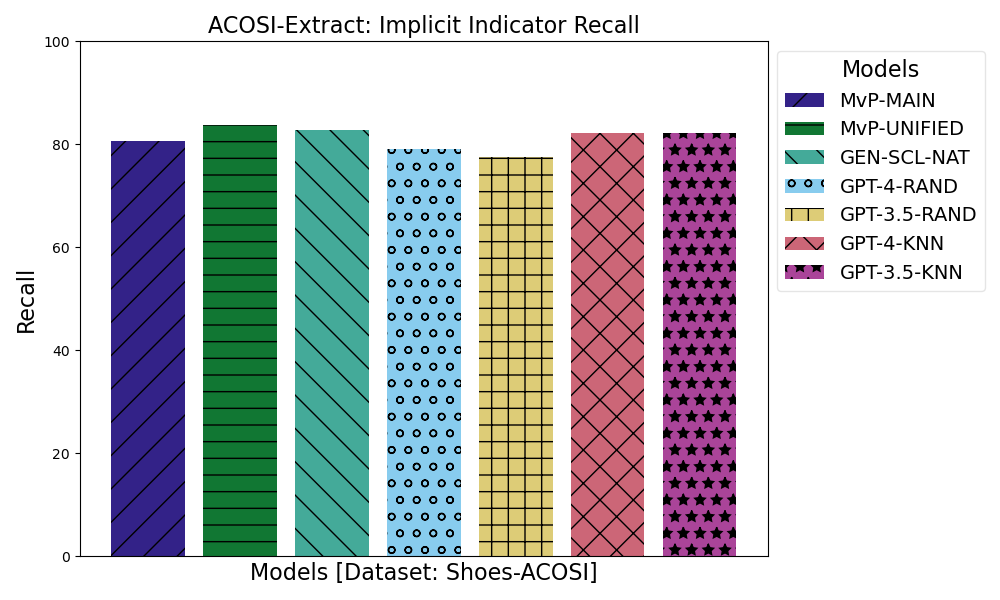 ACOSI-Extract: Implicit Indicator Recall
100
80
60
40
20
0
Recall
Models [Dataset: Shoes-ACOSI]
Models
MvP-MAIN
MvP-UNIFIED
GEN-SCL-NAT
GPT-4-RAND
GPT-3.5-RAND
GPT-4-KNN
GPT-3.5-KNN